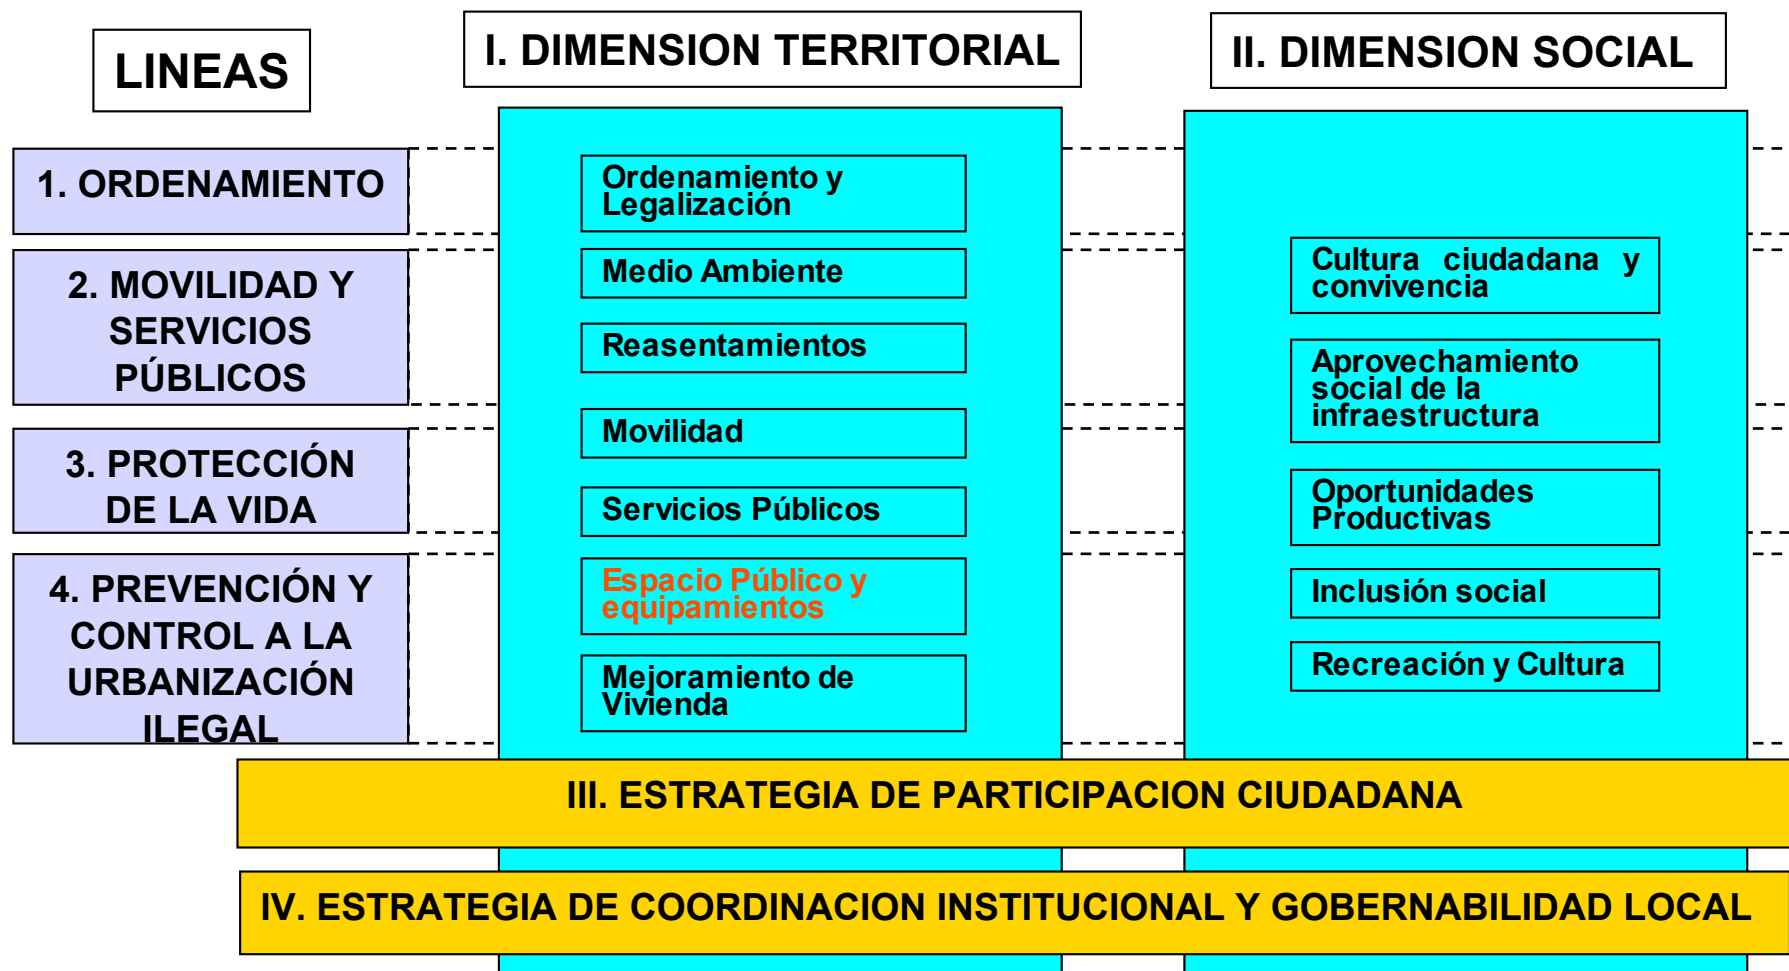 LINEAS
I. DIMENSION TERRITORIAL
II. DIMENSION SOCIAL
1. ORDENAMIENTO
2. MOVILIDAD Y
SERVICIOS
PÚBLICOS
3. PROTECCIÓN
DE LA VIDA
4. PREVENCIÓN Y
CONTROL A LA
URBANIZACIÓN
ILEGAL
Ordenamiento y
Legalización
Medio Ambiente
Reasentamientos
Movilidad
Servicios Públicos
Espacio Público y
equipamientos
Mejoramiento de
Vivienda
Cultura ciudadana y
convivencia
Aprovechamiento
social de la
infraestructura
Oportunidades
Productivas
Inclusión social
Recreación y Cultura
III. ESTRATEGIA DE PARTICIPACION CIUDADANA
IV. ESTRATEGIA DE COORDINACION INSTITUCIONAL Y GOBERNABILIDAD LOCAL